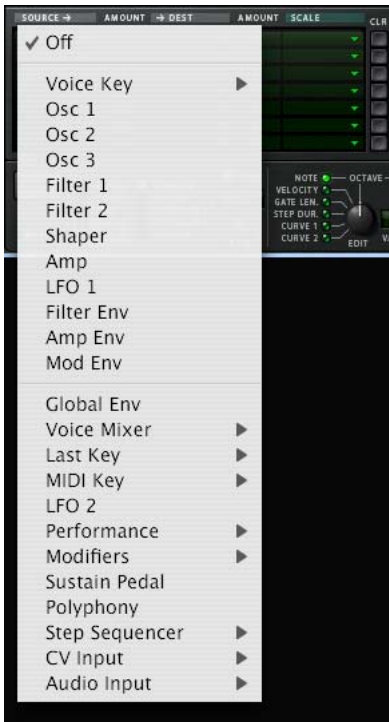 SOURCE → AMOUNT → DEST AMOUNT SCALE CLR
✓ Off
Voice Key
Osc 1
Osc 2
Osc 3
Filter 1
Filter 2
Shaper
Amp
LFO 1
Filter Env
Amp Env
Mod Env
Global Env
Voice Mixer
Last Key
MIDI Key
LFO 2
Performance
Modifiers
Sustain Pedal
Polyphony
Step Sequencer
CV Input
Audio Input
NOTE OCTAVE
VELOCITY
GATE LEN.
STEP DUR.
CURVE 1
CURVE 2
EDIT